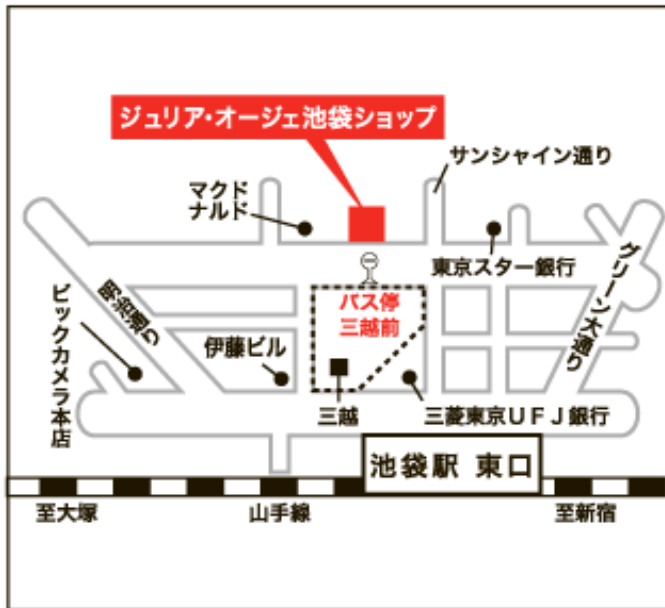 ジュリア・オージェ池袋ショップ
サンシャイン通り
マクド
ナルド
東京スター銀行
グリーン大通り
明治通り
バス停
三越前
ビックカメラ本店
伊藤ビル
三越
三菱東京UFJ銀行
池袋駅 東口
至大塚
山手線
至新宿